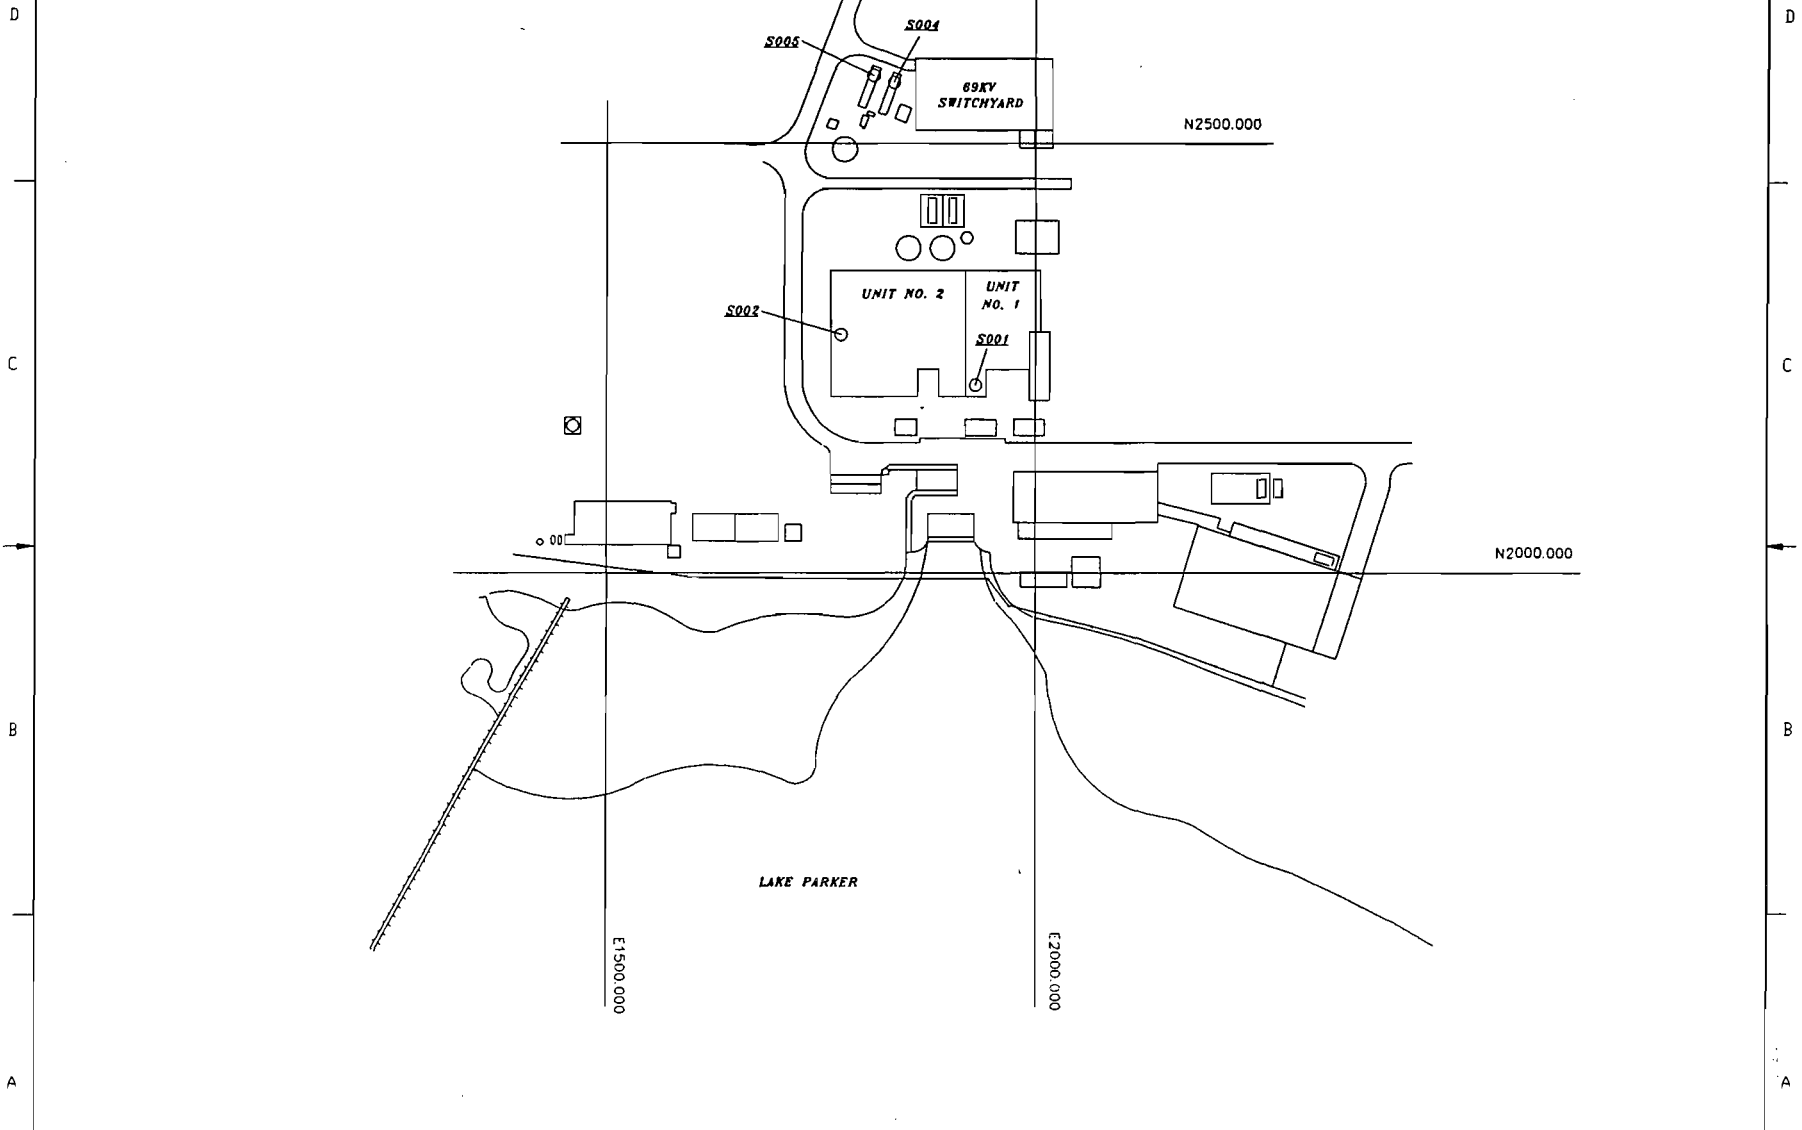 D
D
S004
S005
69KV
SWITCHYARD
N2500.000
UNIT NO. 2
UNIT
NO. 1
S002
S001
C
C
N2000.000
B
B
LAKE PARKER
E1500.000
E2000.000
A
A